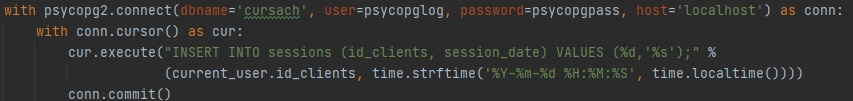 with psycopg2.connect(dbname='cursach', user=psycopglog, password=psycopgpass, host='localhost') as conn:
with conn.cursor() as cur:
cur.execute("INSERT INTO sessions (id_clients, session_date) VALUES (%d,'%s');" %
(current_user.id_clients, time.strftime('%Y-%m-%d %H:%M:%S', time.localtime())))
conn.commit()